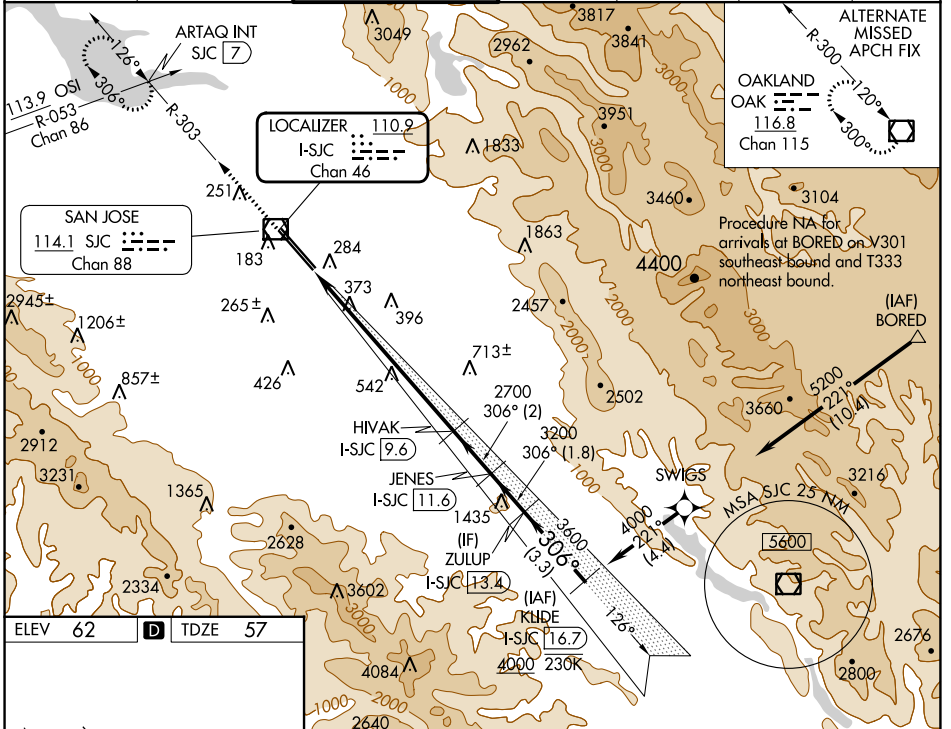 3049
3817
3841
2962
ARTAQ INT
SJC 7
126°
306°
113.9 OSI
R-053
Chan 86
R-303
ALTERNATE
MISSED
APCH FIX
R-300
OAKLAND
OAK
116.8
Chan 115
120°
300°
1000
3000
3951
LOCALIZER 110.9
I-SJC
Chan 46
1833
251
3460
3104
SAN JOSE
114.1 SJC
Chan 88
183
284
1863
Procedure NA for
arrivals at BORED on V301
southeast bound and T333
northeast bound.
4400
3000
2945±
1206±
1000
857±
265±
373
396
2457
2000
(IAF)
BORED
426
542
713±
2502
3660
5200
221°
(10.4)
2700
306° (2)
HIVAK
I-SJC 9.6
3200
306° (1.8)
2912
3231
JENES
I-SJC 11.6
1000
SWIGS
3216
1365
1435
(IF)
ZULUP
I-SJC 13.4
3600
306°
(3.3)
4000
221°
(4.4)
MSA SJC 25 NM
5600
2628
2334
3602
3000
(IAF)
KLIDE
I-SJC 16.7
4000 230K
126°
ELEV 62 D TDZE 57
4084
2676
2800
1000
2000
2640